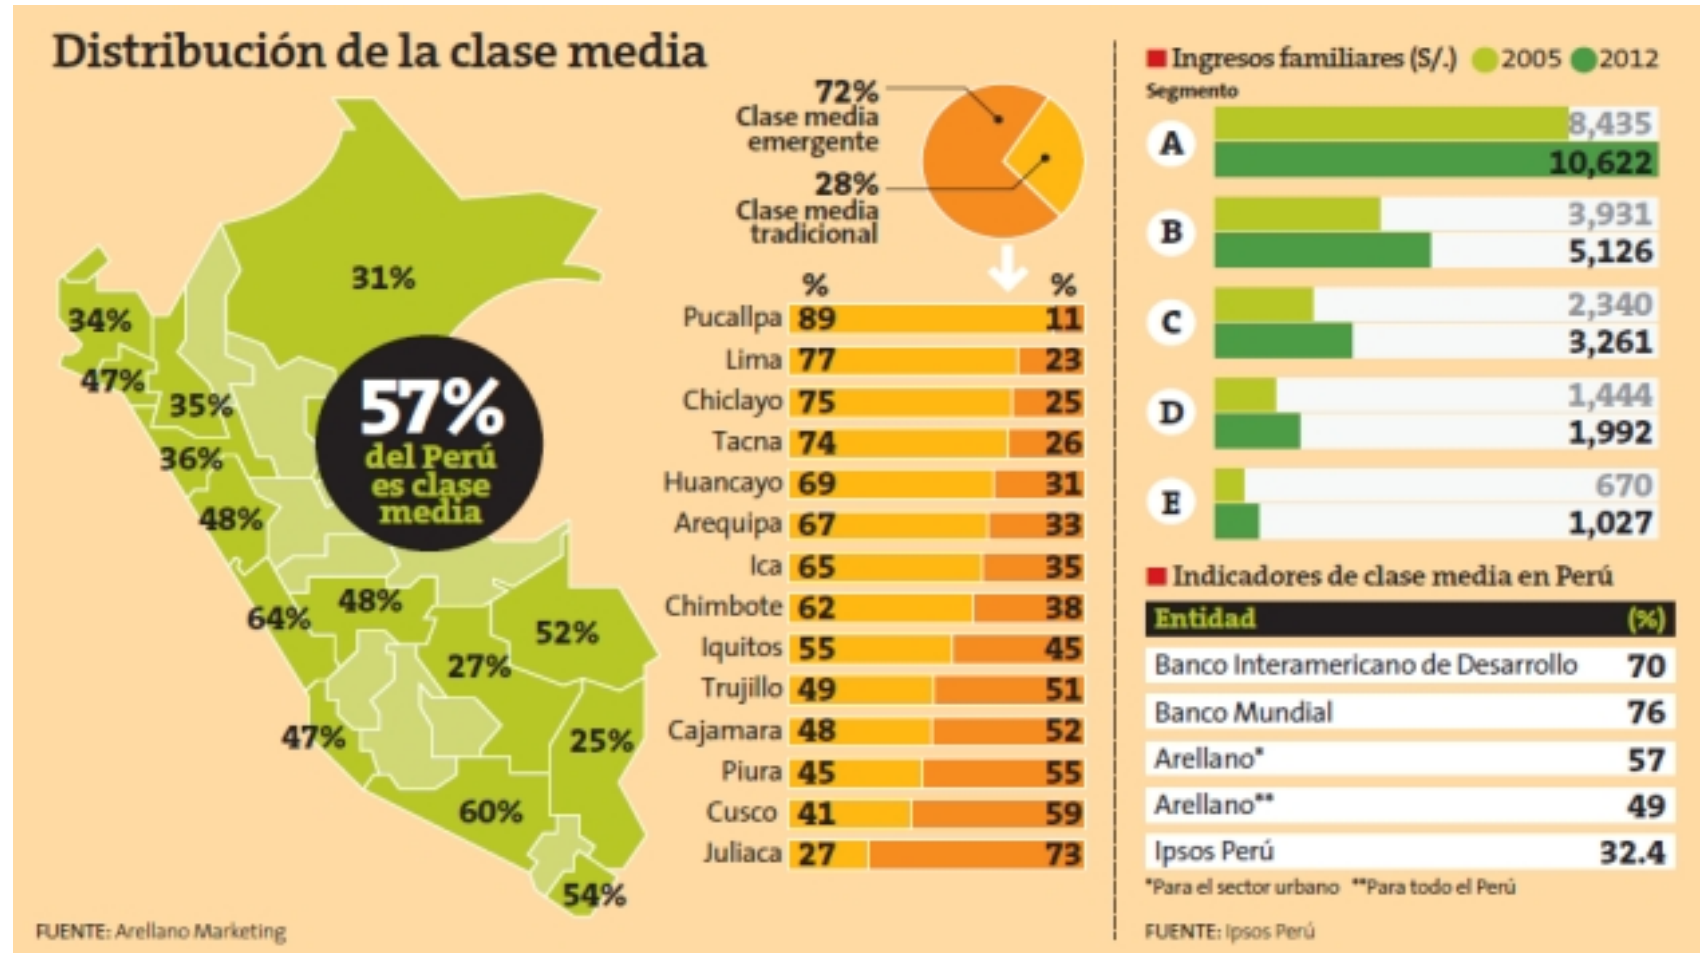 Distribución de la clase media
31%
34%
47%
35%
36%
48%
64%
48%
52%
27%
47%
25%
60%
54%
57%
del Perú
es clase
media
FUENTE: Arellano Marketing
72%
Clase media
emergente
28%
Clase media
tradicional
% %
Pucallpa 89 11
Lima 77 23
Chiclayo 75 25
Tacna 74 26
Huancayo 69 31
Arequipa 67 33
Ica 65 35
Chimbote 62 38
Iquitos 55 45
Trujillo 49 51
Cajamara 48 52
Piura 45 55
Cusco 41 59
Juliaca 27 73
Ingresos familiares (S/.) 2005 2012
Segmento
A
8,435
10,622
B
3,931
5,126
C
2,340
3,261
D
1,444
1,992
E
670
1,027
Indicadores de clase media en Perú
Entidad (%)
Banco Interamericano de Desarrollo 70
Banco Mundial 76
Arellano* 57
Arellano** 49
Ipsos Perú 32.4
*Para el sector urbano **Para todo el Perú
FUENTE: Ipsos Perú